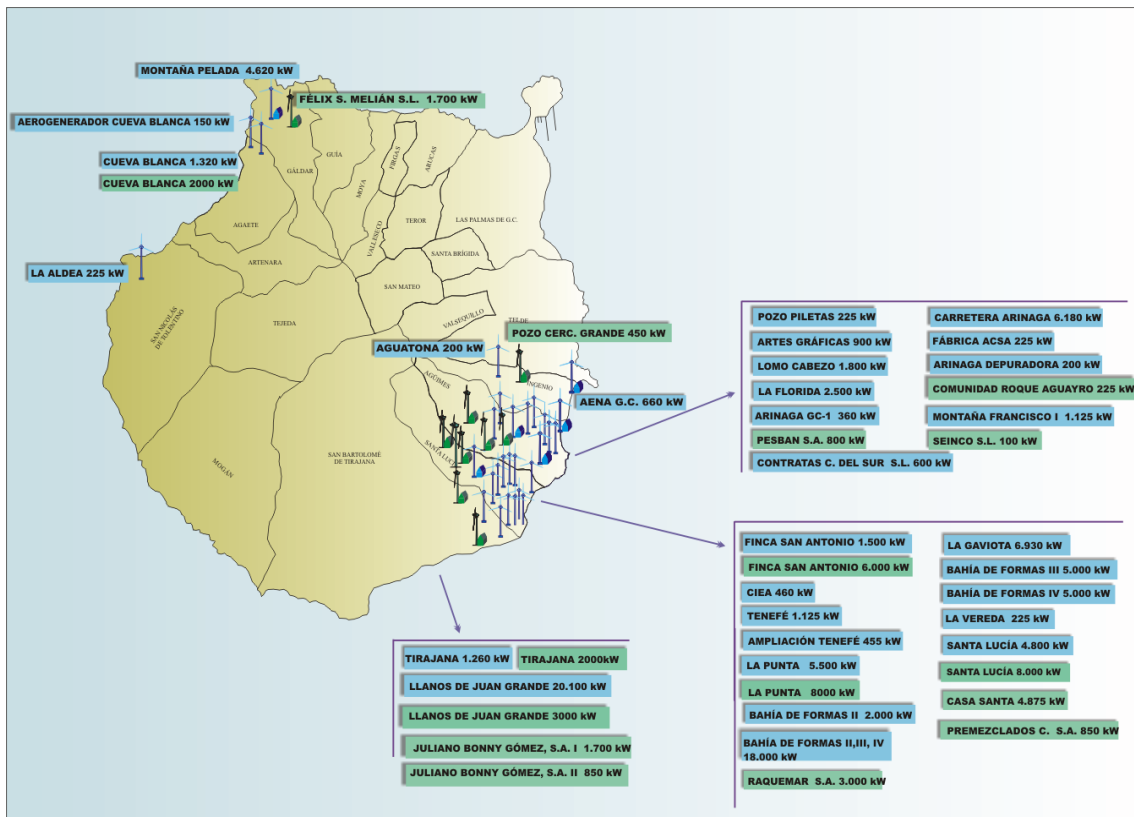 MONTAÑA PELADA 4.620 kW
FÉLIX S. MELIÁN S.L. 1.700 kW
AEROGENERADOR CUEVA BLANCA 150 kW
CUEVA BLANCA 1.320 kW
CUEVA BLANCA 2000 kW
LA ALDEA 225 kW
GUÍA
GÁLDAR
MOYA
FIRGAS
ARUCAS
AGAETE
TEROR
LAS PALMAS DE G.C.
VALLESECO
SANTA BRÍGIDA
ARTENARA
SAN MATEO
SAN NICOLÁS
DE TOLENTINO
TEJEDA
VALSEQUILLO
TELDE
POZO CERC. GRANDE 450 kW
AGUATONA 200 kW
AGÜIMES
INGENIO
AENA G.C. 660 kW
SANTA LUCÍA
SAN BARTOLOMÉ
DE TIRAJANA
MOGÁN
POZO PILETAS 225 kW
ARTES GRÁFICAS 900 kW
LOMO CABEZO 1.800 kW
LA FLORIDA 2.500 kW
ARINAGA GC-1 360 kW
PESBAN S.A. 800 kW
CONTRATAS C. DEL SUR S.L. 600 kW
CARRETERA ARINAGA 6.180 kW
FÁBRICA ACSA 225 kW
ARINAGA DEPURADORA 200 kW
COMUNIDAD ROQUE AGUAYRO 225 kW
MONTAÑA FRANCISCO I 1.125 kW
SEINCO S.L. 100 kW
FINCA SAN ANTONIO 1.500 kW
FINCA SAN ANTONIO 6.000 kW
CIEA 460 kW
TENEFÉ 1.125 kW
AMPLIACIÓN TENEFÉ 455 kW
LA PUNTA 5.500 kW
LA PUNTA 8000 kW
BAHÍA DE FORMAS II 2.000 kW
BAHÍA DE FORMAS II,III, IV
18.000 kW
RAQUEMAR S.A. 3.000 kW
LA GAVIOTA 6.930 kW
BAHÍA DE FORMAS III 5.000 kW
BAHÍA DE FORMAS IV 5.000 kW
LA VEREDA 225 kW
SANTA LUCÍA 4.800 kW
SANTA LUCÍA 8.000 kW
CASA SANTA 4.875 kW
PREMEZCLADOS C. S.A. 850 kW
TIRAJANA 1.260 kW
TIRAJANA 2000kW
LLANOS DE JUAN GRANDE 20.100 kW
LLANOS DE JUAN GRANDE 3000 kW
JULIANO BONNY GÓMEZ, S.A. I 1.700 kW
JULIANO BONNY GÓMEZ, S.A. II 850 kW